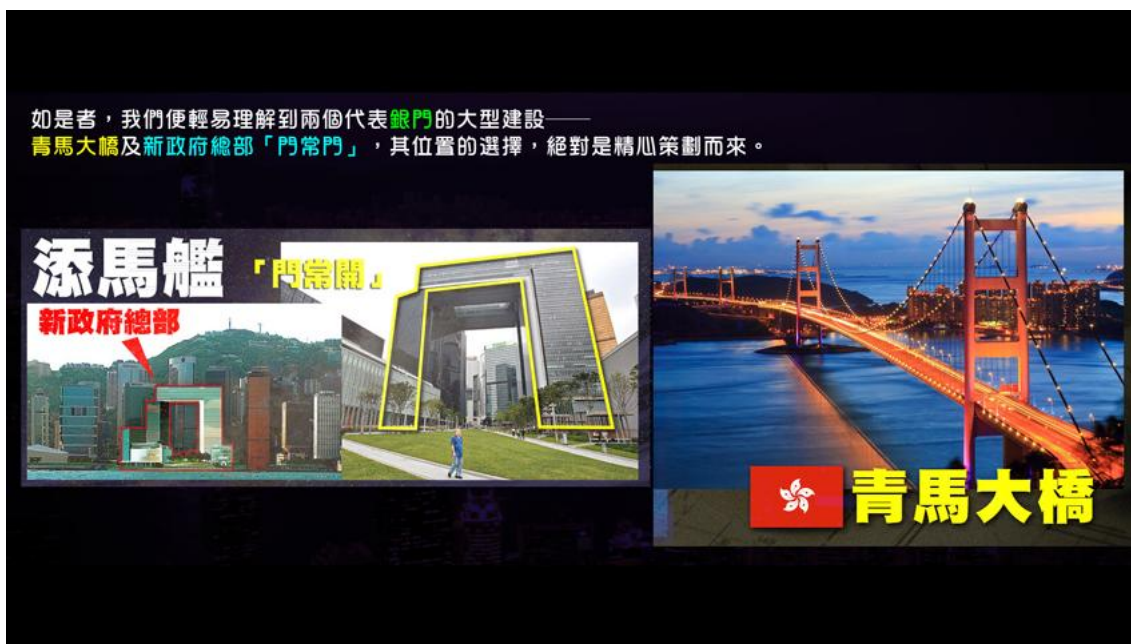 如是者，我們便輕易理解到兩個代表銀門的大型建設——
青馬大橋及新政府總部「門常門」，其位置的選擇，絕對是精心策劃而來。
添馬艦
「門常開」
新政府總部
青馬大橋